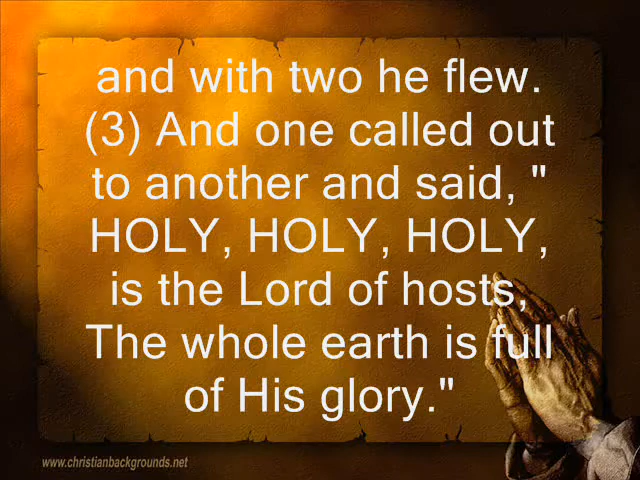 and with two he flew.
(3) And one called out
to another and said, "
HOLY, HOLY, HOLY,
is the Lord of hosts,
The whole earth is full
of His glory."
www.christianbackgrounds.net